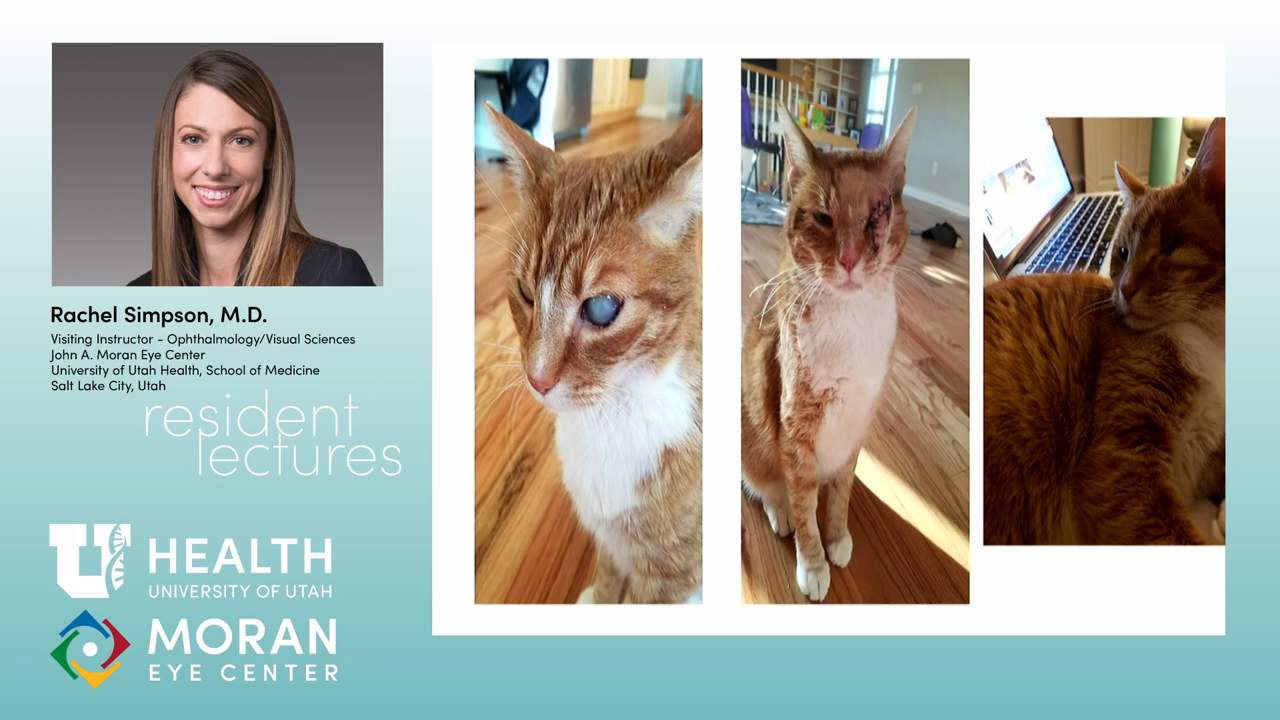 Rachel Simpson, M.D.
Visiting Instructor - Ophthalmology/Visual Sciences
John A. Moran Eye Center
University of Utah Health, School of Medicine
Salt Lake City, Utah
resident
lectures
U HEALTH
UNIVERSITY OF UTAH
MORAN
EYE CENTER